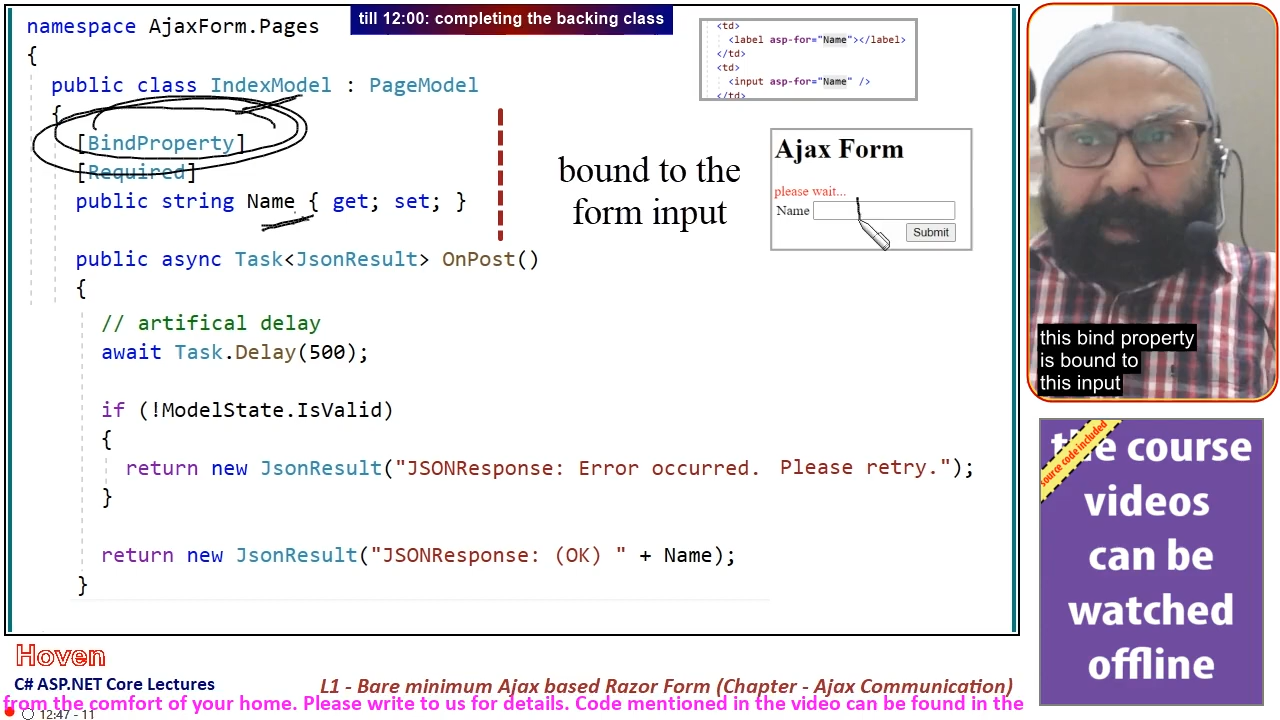 namespace AjaxForm.Pages
{
public class IndexModel : PageModel
{
[BindProperty]
[Required]
public string Name { get; set; }
public async Task<JsonResult> OnPost()
{
// artifical delay
await Task.Delay(500);
if (!ModelState.IsValid)
{
return new JsonResult("JSONResponse: Error occurred. Please retry.");
}
return new JsonResult("JSONResponse: (OK) " + Name);
}
till 12:00: completing the backing class
<td>
<label asp-for="Name"></label>
</td>
<td>
<input asp-for="Name" />
</td>
bound to the
form input
Ajax Form
please wait...
Name
Submit
this bind property
is bound to
this input
source code included
the course
videos
can be
watched
offline
Hoven
C# ASP.NET Core Lectures
L1 - Bare minimum Ajax based Razor Form (Chapter - Ajax Communication)
from the comfort of your home. Please write to us for details. Code mentioned in the video can be found in the
12:47 - 11